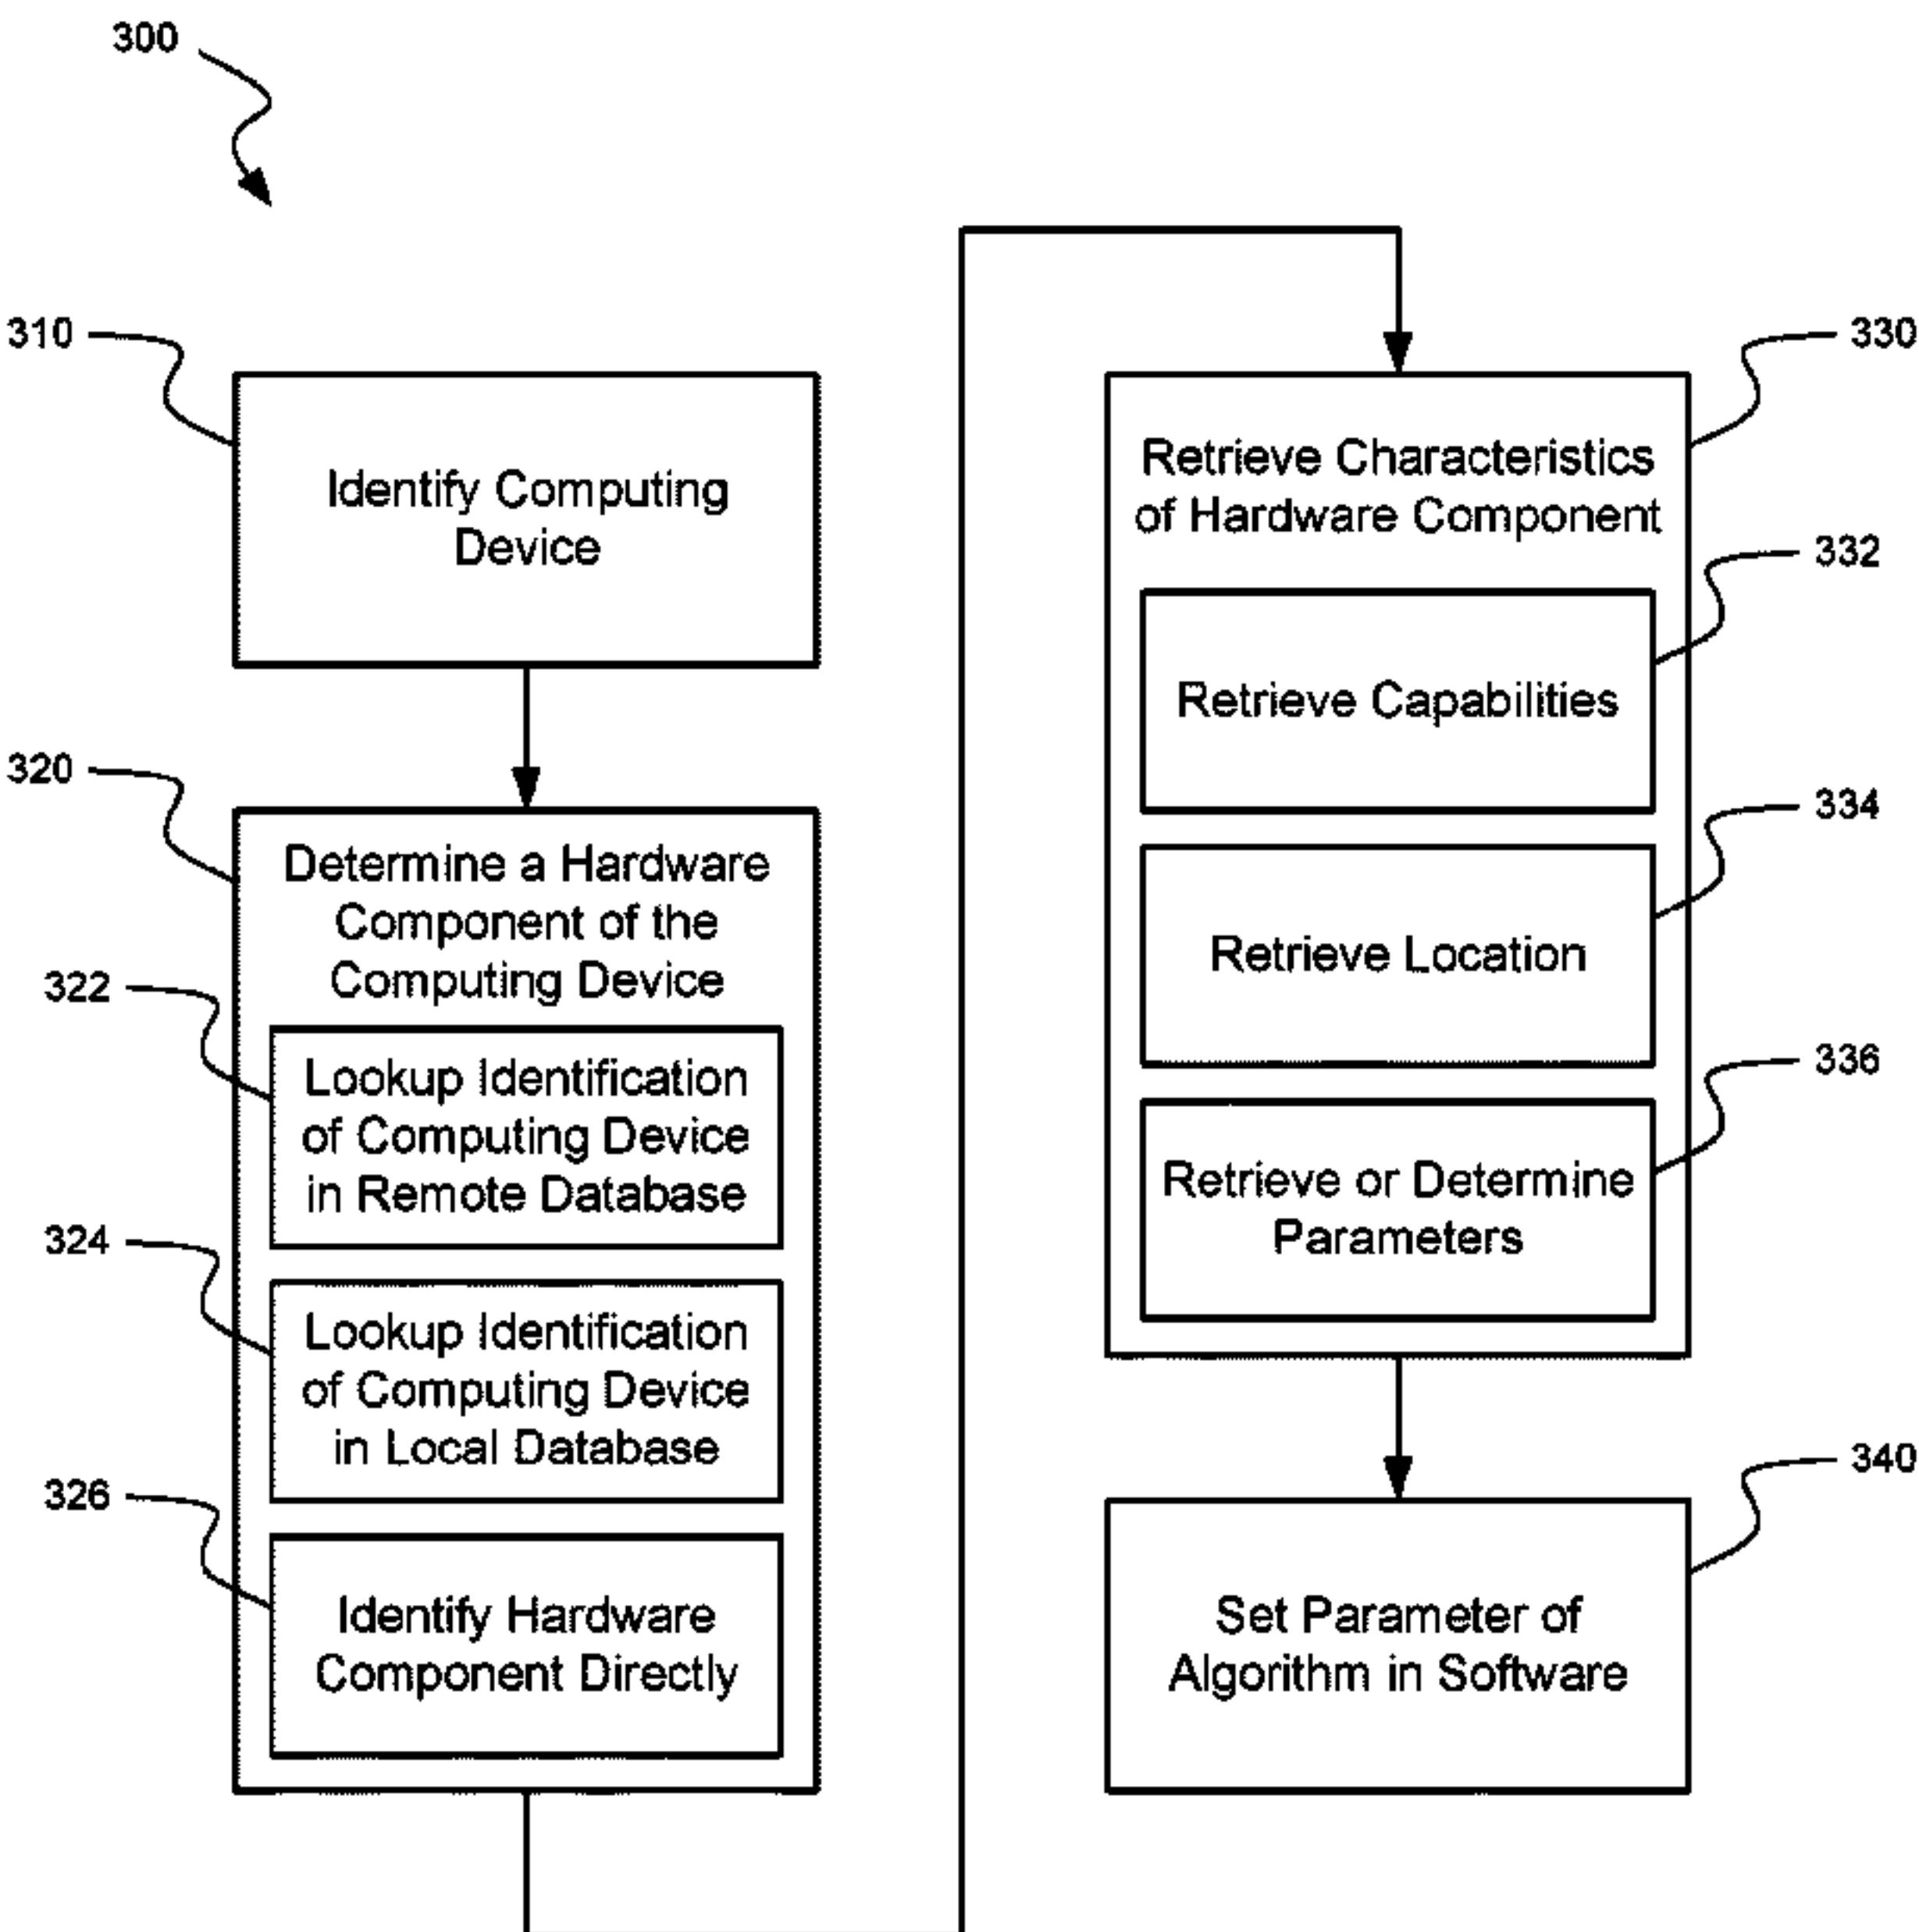 300
310
Identify Computing
Device
320
Determine a Hardware
Component of the
Computing Device
322
Lookup Identification
of Computing Device
in Remote Database
324
Lookup Identification
of Computing Device
in Local Database
326
Identify Hardware
Component Directly
330
Retrieve Characteristics
of Hardware Component
332
Retrieve Capabilities
334
Retrieve Location
336
Retrieve or Determine
Parameters
340
Set Parameter of
Algorithm in Software